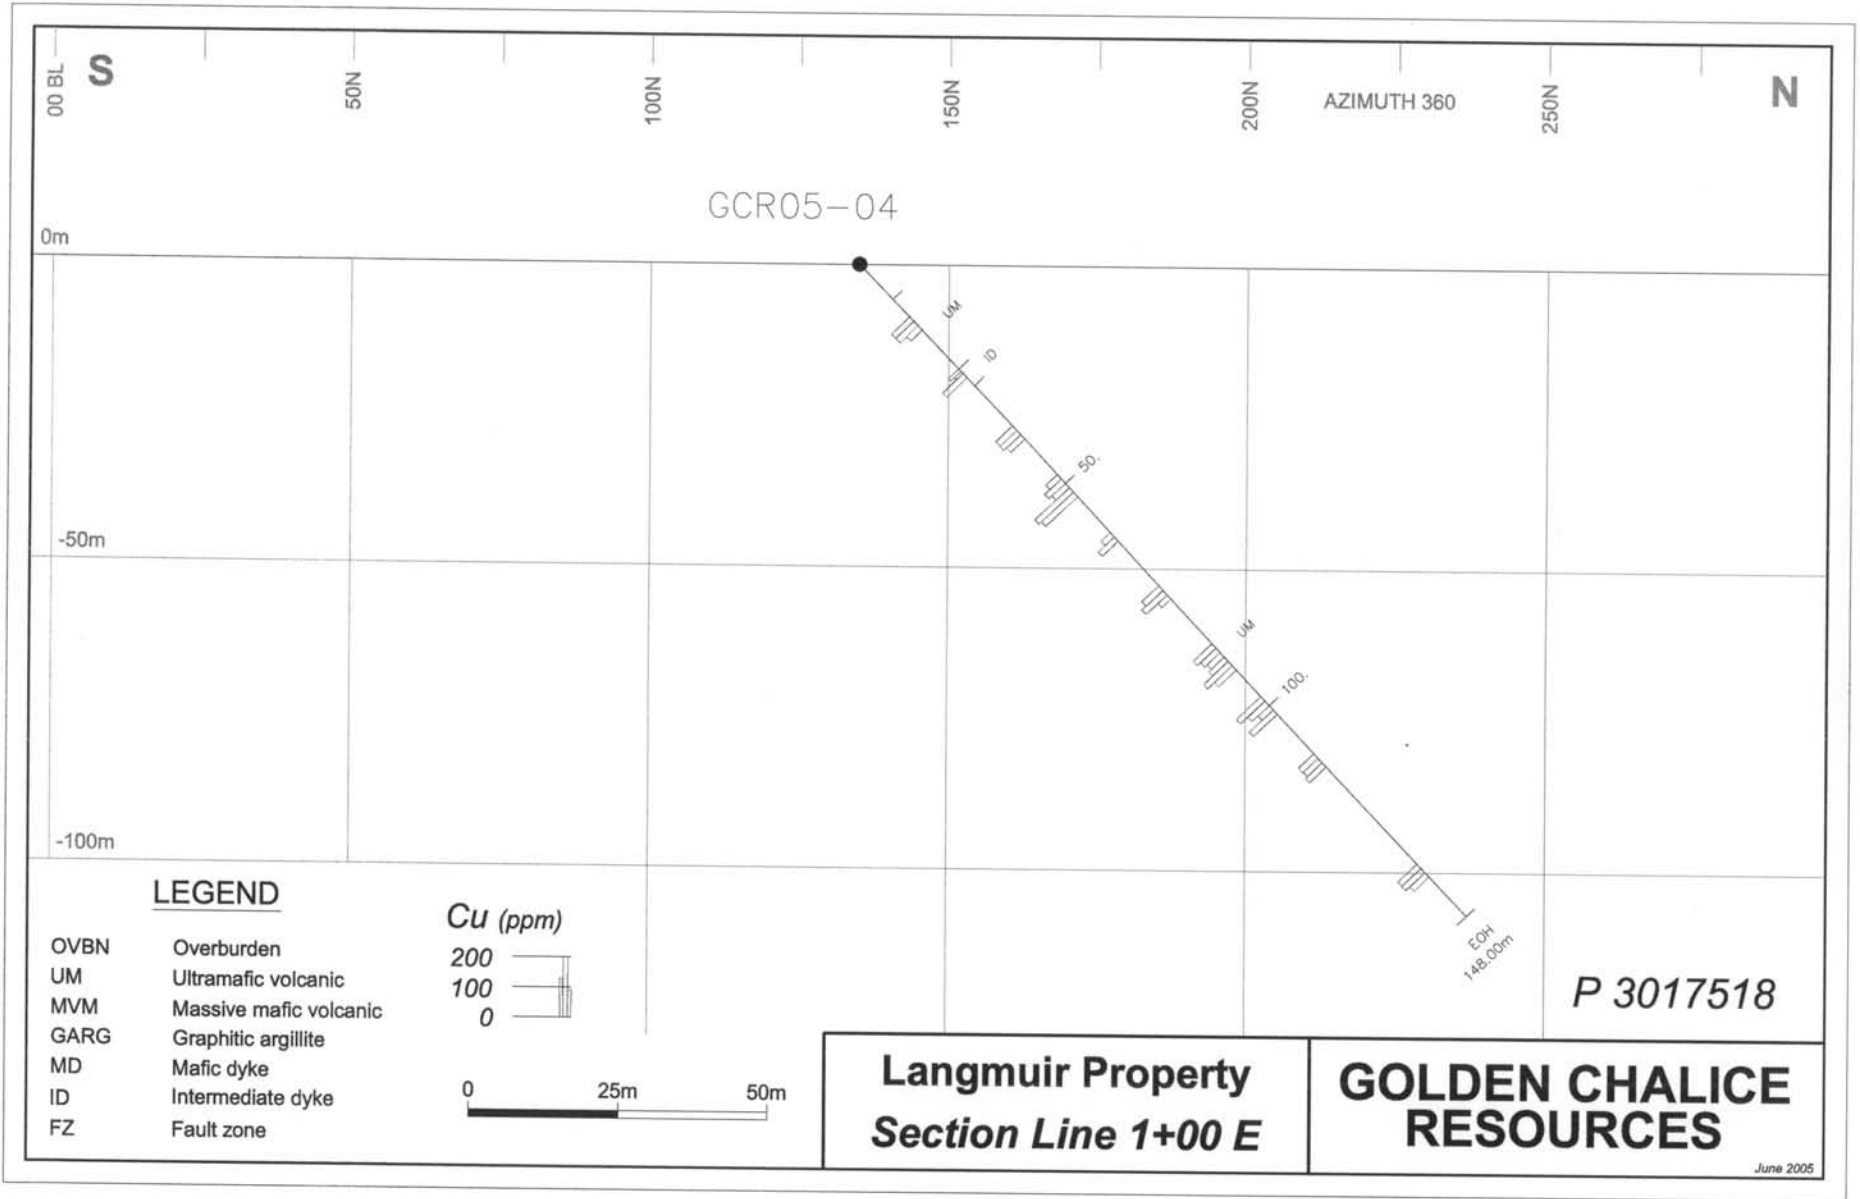 00 BL
S
50N
100N
150N
200N
AZIMUTH 360
250N
N
GCR05-04
0m
UM
ID
50.
-50m
UM
100.
-100m
EOH
148.00m
LEGEND
OVBN Overburden
UM Ultramafic volcanic
MVM Massive mafic volcanic
GARG Graphitic argillite
MD Mafic dyke
ID Intermediate dyke
FZ Fault zone
Cu (ppm)
200
100
0
0 25m 50m
P 3017518
Langmuir Property
Section Line 1+00 E
GOLDEN CHALICE
RESOURCES
June 2005